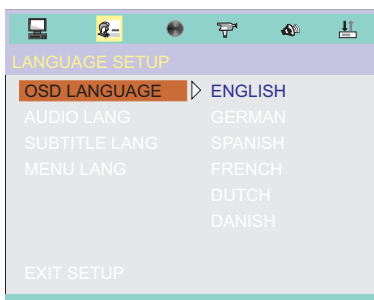 LANGUAGE SETUP
OSD LANGUAGE ENGLISH
AUDIO LANG GERMAN
SUBTITLE LANG SPANISH
MENU LANG FRENCH
DUTCH
DANISH
EXIT SETUP